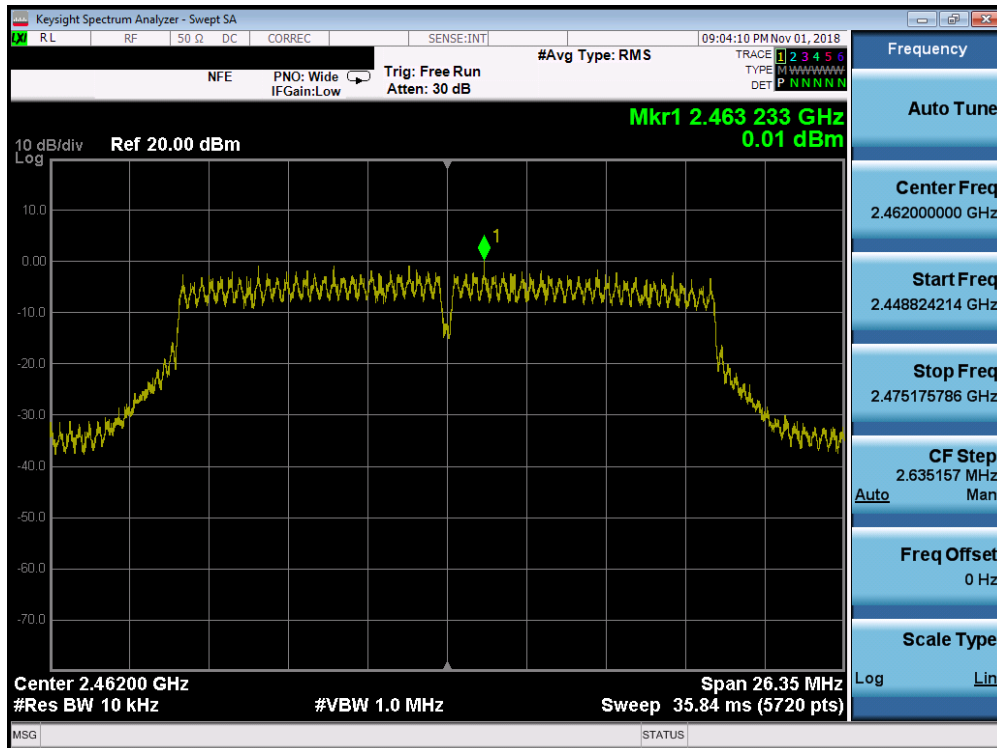 Keysight Spectrum Analyzer - Swept SA
LXI RL RF 50 Ω DC CORREC SENSE:INT 09:04:10 PM Nov 01, 2018
#Avg Type: RMS
TRACE 1 2 3 4 5 6
TYPE M W W W W W
DET P N N N N N
NFE PNO: Wide Trig: Free Run
IFGain:Low Atten: 30 dB
Mkr1 2.463 233 GHz
0.01 dBm
10 dB/div Ref 20.00 dBm
Log
10.0
1
0.00
-10.0
-20.0
-30.0
-40.0
-50.0
-60.0
-70.0
Center 2.46200 GHz Span 26.35 MHz
#Res BW 10 kHz #VBW 1.0 MHz Sweep 35.84 ms (5720 pts)
MSG STATUS
Frequency
Auto Tune
Center Freq
2.462000000 GHz
Start Freq
2.448824214 GHz
Stop Freq
2.475175786 GHz
CF Step
2.635157 MHz
Auto Man
Freq Offset
0 Hz
Scale Type
Log Lin